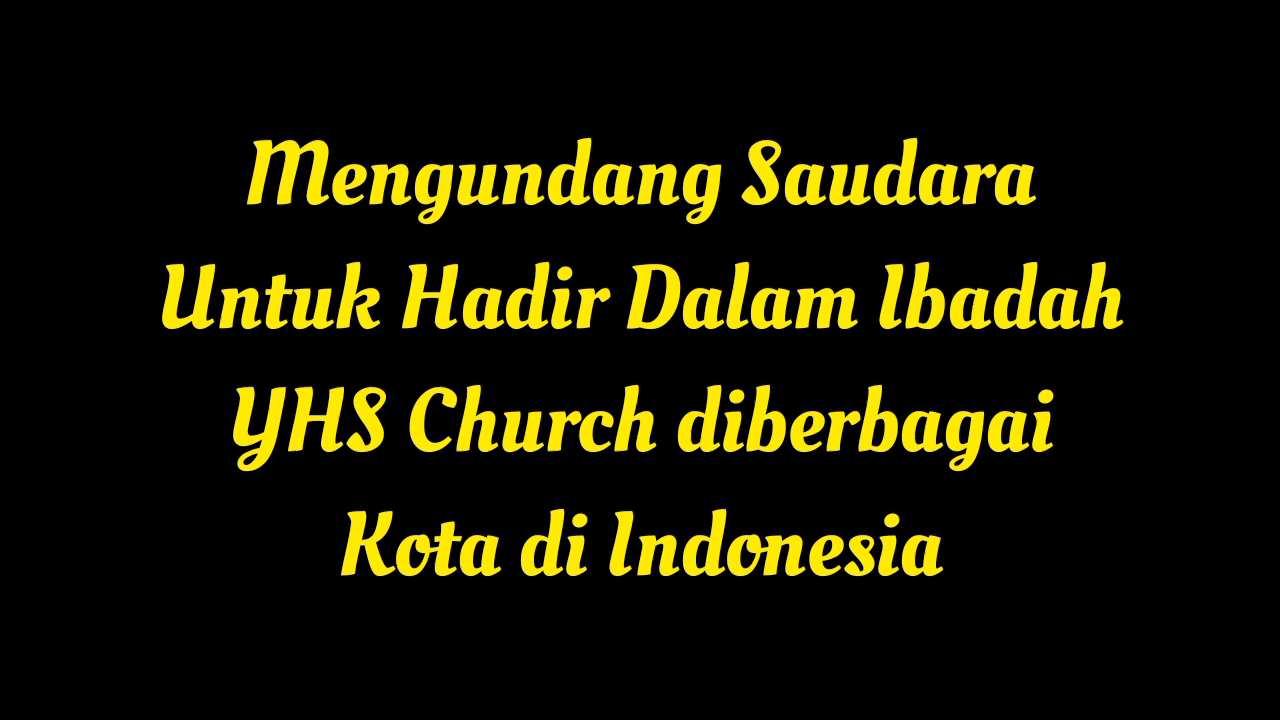 Mengundang Saudara
Untuk Hadir Dalam Ibadah
YHS Church diberbagai
Kota di Indonesia